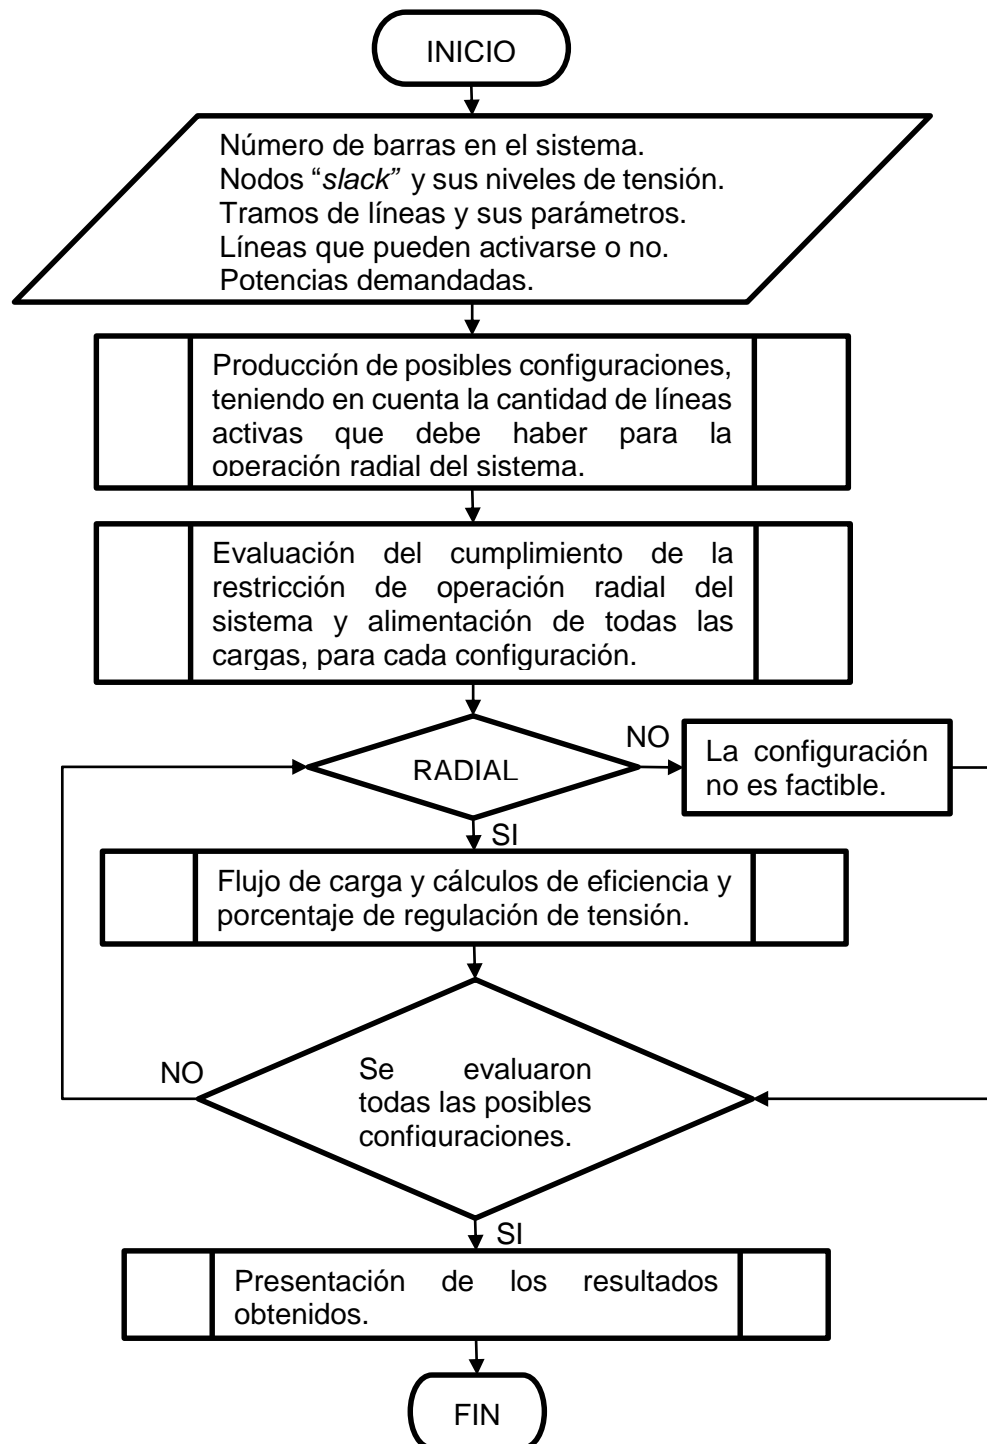 INICIO
Número de barras en el sistema.
Nodos “slack” y sus niveles de tensión.
Tramos de líneas y sus parámetros.
Líneas que pueden activarse o no.
Potencias demandadas.
Producción de posibles configuraciones,
teniendo en cuenta la cantidad de líneas
activas que debe haber para la
operación radial del sistema.
Evaluación del cumplimiento de la
restricción de operación radial del
sistema y alimentación de todas las
cargas, para cada configuración.
RADIAL
NO
La configuración
no es factible.
SI
Flujo de carga y cálculos de eficiencia y
porcentaje de regulación de tensión.
NO
Se evaluaron
todas las posibles
configuraciones.
SI
Presentación de los resultados
obtenidos.
FIN